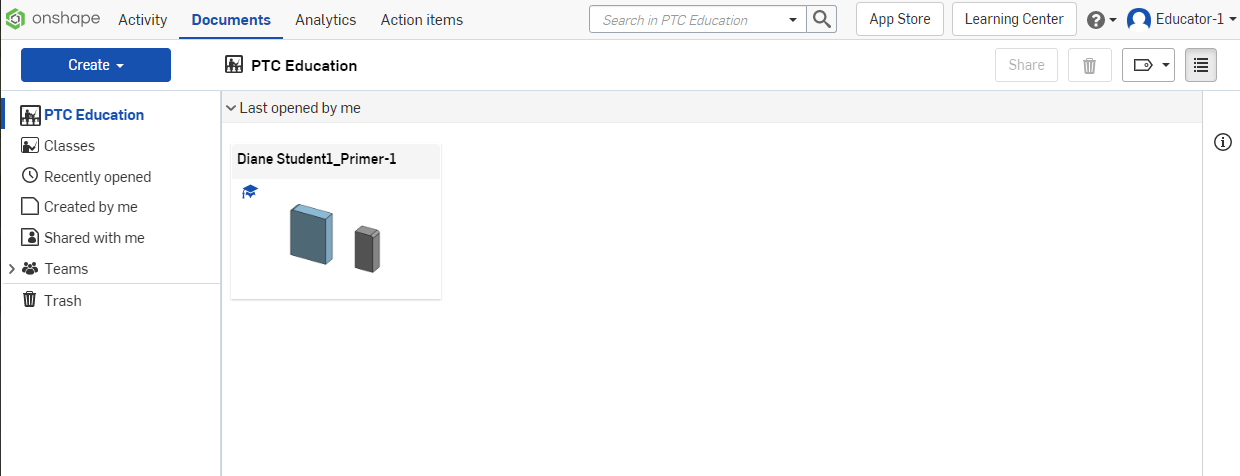 onshape Activity Documents Analytics Action items Search in PTC Education App Store Learning Center ? Educator-1
Create PTC Education Share
PTC Education
Classes
Recently opened
Created by me
Shared with me
Teams
Trash
Last opened by me
Diane Student1_Primer-1